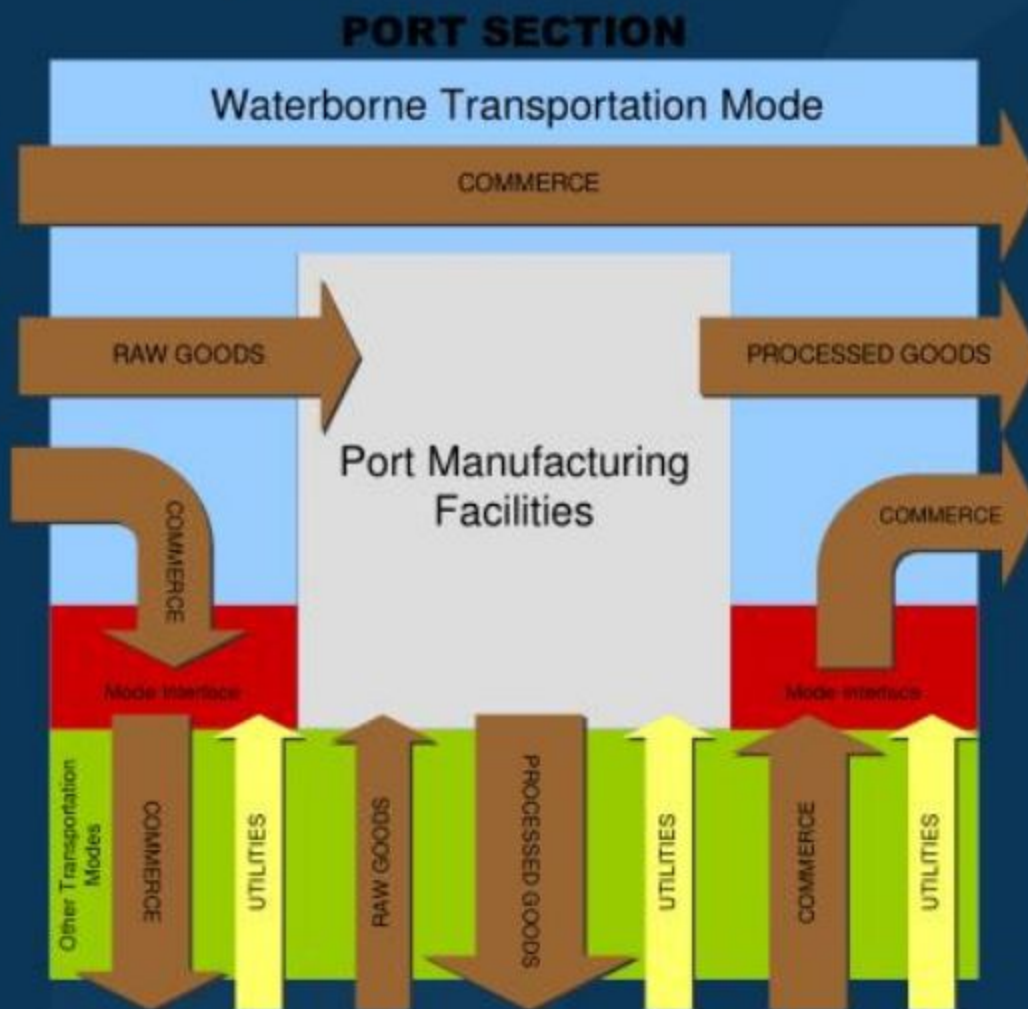 PORT SECTION
Waterborne Transportation Mode
COMMERCE
RAW GOODS
PROCESSED GOODS
Port Manufacturing
Facilities
COMMERCE
COMMERCE
Mode Interface
Mode Interface
Other Transportation
Modes
COMMERCE
UTILITIES
RAW GOODS
PROCESSED GOODS
UTILITIES
COMMERCE
UTILITIES